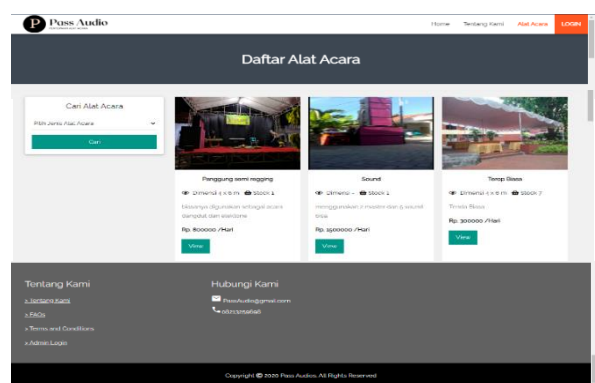 Pass Audio
Home Tentang Kami Alat Acara LOGIN
Daftar Alat Acara
Cari Alat Acara
Pilih Jenis Alat Acara
Cari
Panggung semi regging
Dimensi 4 x 6 m Stock 1
biasanya digunakan sebagai acara
dangdut dan elektone
Rp. 800000 /Hari
View
Sound
Dimensi - Stock 1
menggunakan 2 master dan 5 sound
bisa
Rp. 1500000 /Hari
View
Terop Biasa
Dimensi 4 x 6 m Stock 7
Tenda Biasa
Rp. 300000 /Hari
View
Tentang Kami
> Tentang Kami
> FAQs
> Terms and Conditions
> Admin Login
Hubungi Kami
PassAudio@gmail.com
Copyright © 2020 Pass Audios. All Rights Reserved